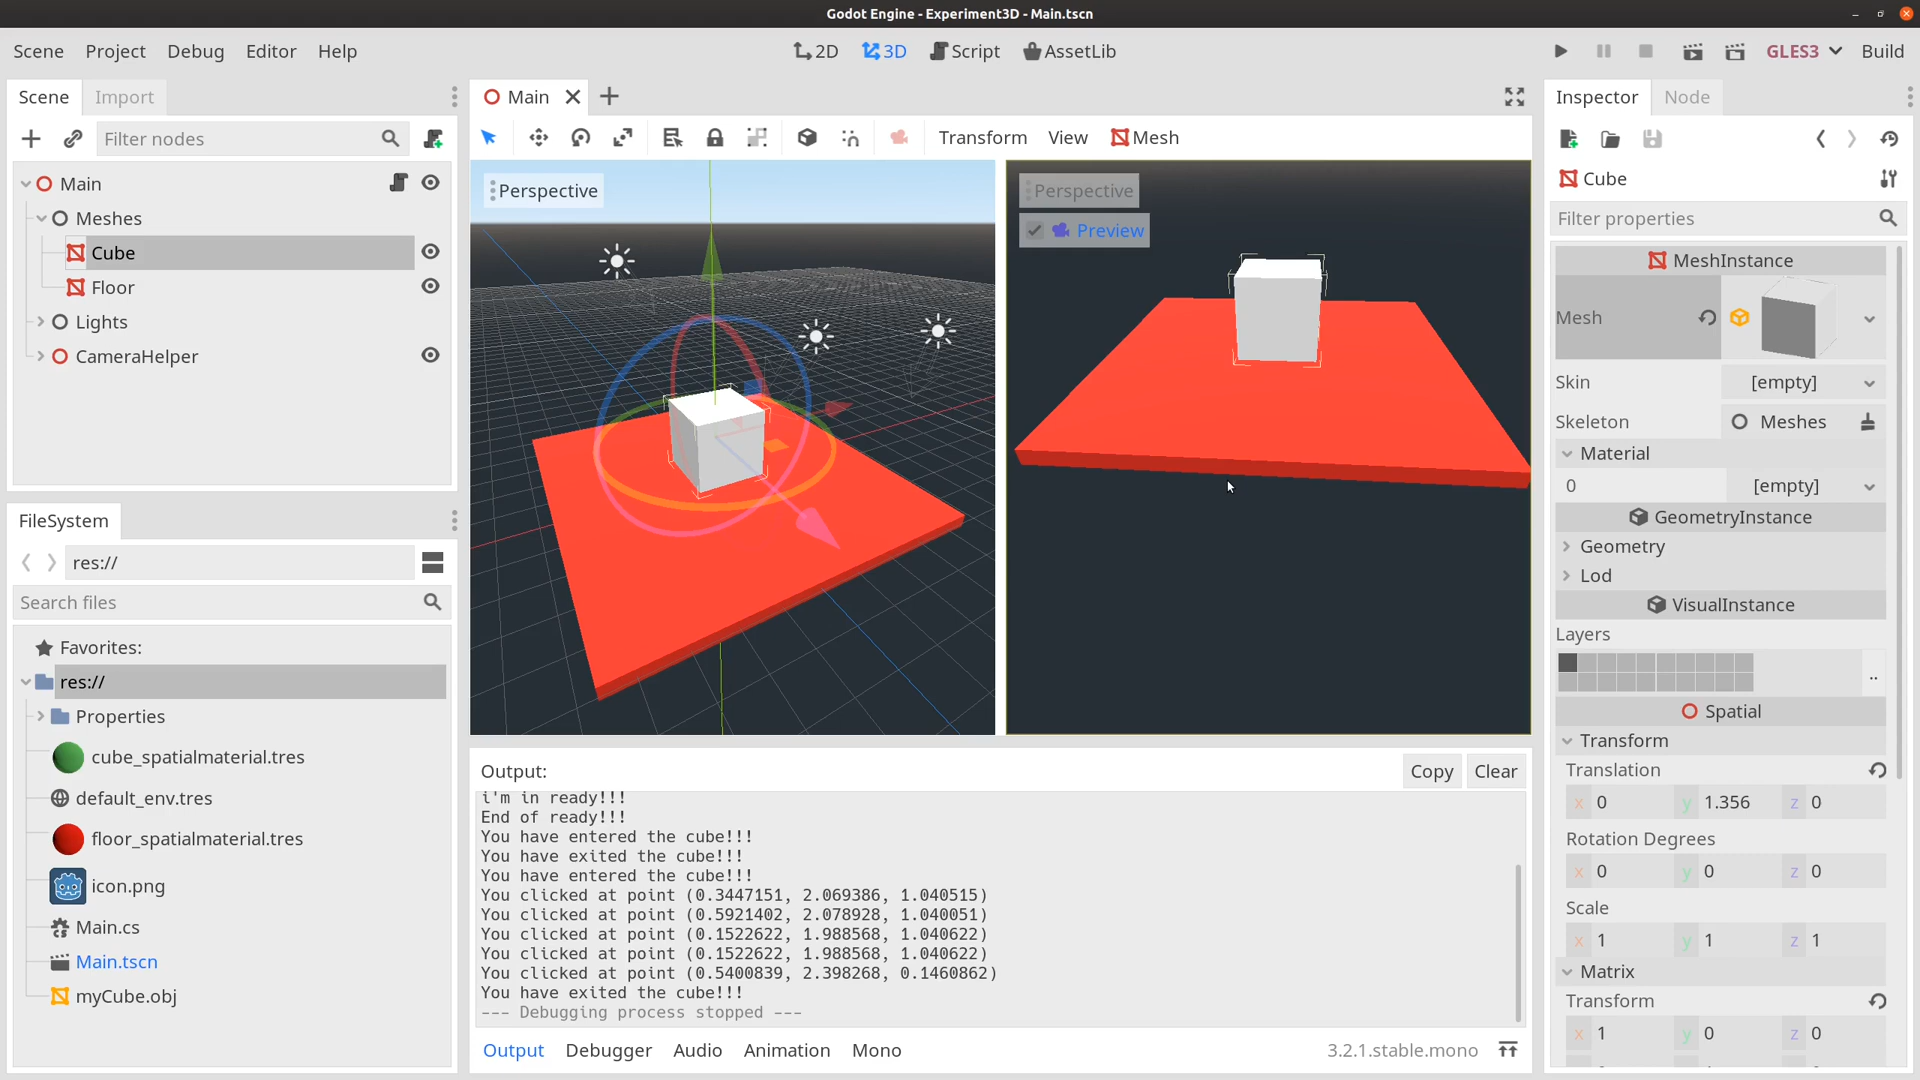 Godot Engine - Experiment3D - Main.tscn
Scene Project Debug Editor Help
2D 3D Script AssetLib
GLES3 Build
Scene Import
Filter nodes
Main
Meshes
Cube
Floor
Lights
CameraHelper
FileSystem
res://
Search files
Favorites:
res://
Properties
cube_spatialmaterial.tres
default_env.tres
floor_spatialmaterial.tres
icon.png
Main.cs
Main.tscn
myCube.obj
Main
Transform View Mesh
Perspective
Perspective
Preview
Output:
Copy Clear
i'm in ready!!!
End of ready!!!
You have entered the cube!!!
You have exited the cube!!!
You have entered the cube!!!
You clicked at point (0.3447151, 2.069386, 1.040515)
You clicked at point (0.5921402, 2.078928, 1.040051)
You clicked at point (0.1522622, 1.988568, 1.040622)
You clicked at point (0.1522622, 1.988568, 1.040622)
You clicked at point (0.5400839, 2.398268, 0.1460862)
You have exited the cube!!!
--- Debugging process stopped ---
Output Debugger Audio Animation Mono
3.2.1.stable.mono
Inspector Node
Cube
Filter properties
MeshInstance
Mesh
Skin [empty]
Skeleton Meshes
Material
0 [empty]
GeometryInstance
Geometry
Lod
VisualInstance
Layers
..
Spatial
Transform
Translation
x 0 y 1.356 z 0
Rotation Degrees
x 0 y 0 z 0
Scale
x 1 y 1 z 1
Matrix
Transform
x 1 y 0 z 0